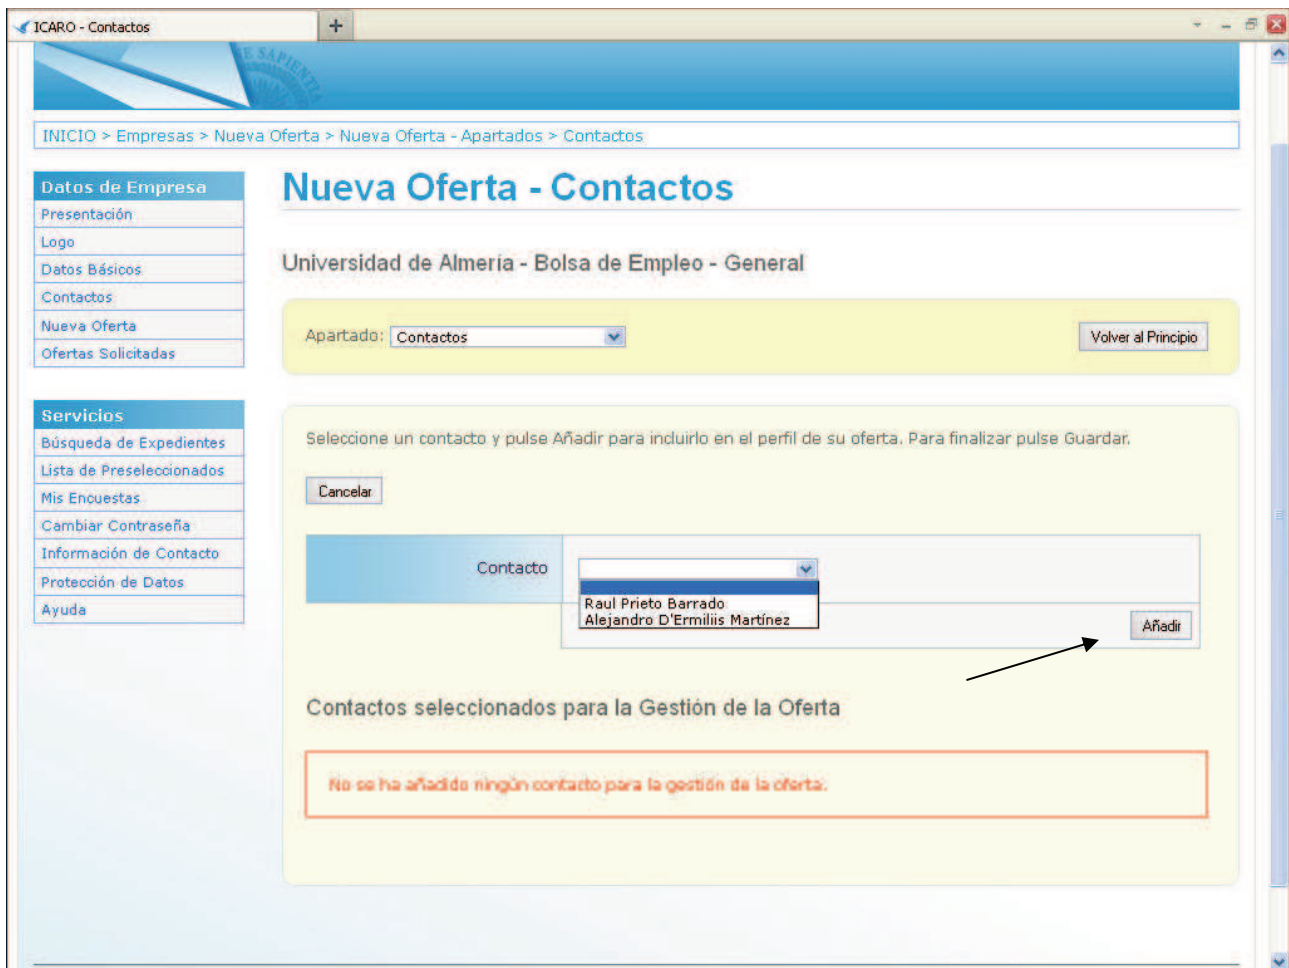 ICARO - Contactos
E SAPIENTIA
INICIO > Empresas > Nueva Oferta > Nueva Oferta - Apartados > Contactos
Datos de Empresa
Presentación
Logo
Datos Básicos
Contactos
Nueva Oferta
Ofertas Solicitadas
Servicios
Búsqueda de Expedientes
Lista de Preseleccionados
Mis Encuestas
Cambiar Contraseña
Información de Contacto
Protección de Datos
Ayuda
Nueva Oferta - Contactos
Universidad de Almería - Bolsa de Empleo - General
Apartado: Contactos
Volver al Principio
Seleccione un contacto y pulse Añadir para incluirlo en el perfil de su oferta. Para finalizar pulse Guardar.
Cancelar
Contacto
Raul Prieto Barrado
Alejandro D'Ermiliis Martínez
Añadir
Contactos seleccionados para la Gestión de la Oferta
No se ha añadido ningún contacto para la gestión de la oferta.